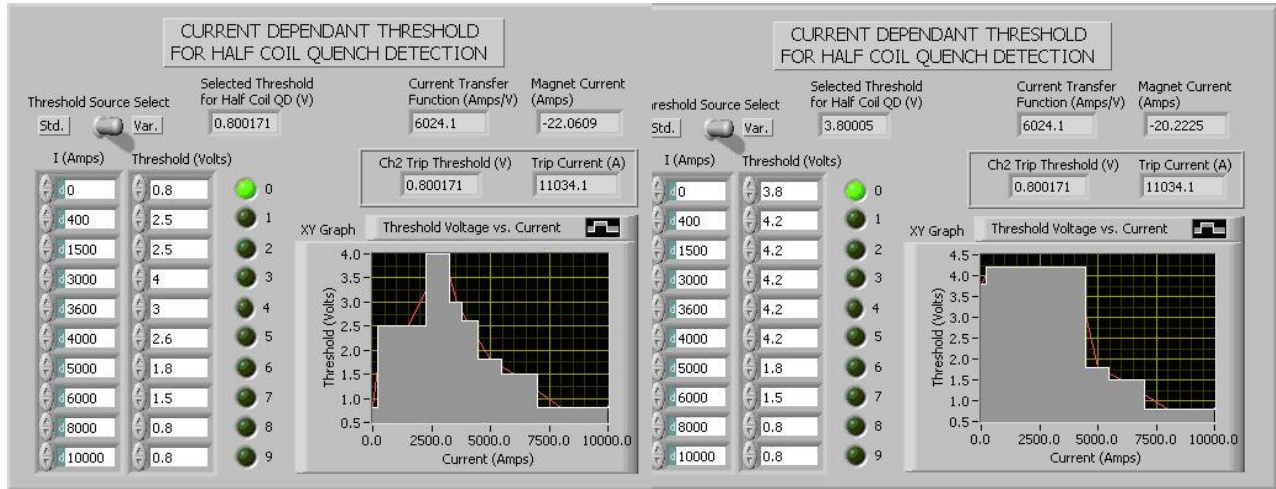 CURRENT DEPENDANT THRESHOLD
FOR HALF COIL QUENCH DETECTION
Threshold Source Select
Std.
Var.
Selected Threshold
for Half Coil QD (V)
0.800171
Current Transfer
Function (Amps/V)
6024.1
Magnet Current
(Amps)
-22.0609
Ch2 Trip Threshold (V)
0.800171
Trip Current (A)
11034.1
I (Amps) Threshold (Volts)
d 0 0.8 0
d 400 2.5 1
d 1500 2.5 2
d 3000 4 3
d 3600 3 4
d 4000 2.6 5
d 5000 1.8 6
d 6000 1.5 7
d 8000 0.8 8
d 10000 0.8 9
XY Graph
Threshold Voltage vs. Current
Threshold (Volts)
4.0
3.5
3.0
2.5
2.0
1.5
1.0
0.5
0.0 2500.0 5000.0 7500.0 10000.0
Current (Amps)
CURRENT DEPENDANT THRESHOLD
FOR HALF COIL QUENCH DETECTION
reshold Source Select
Std.
Var.
Selected Threshold
for Half Coil QD (V)
3.80005
Current Transfer
Function (Amps/V)
6024.1
Magnet Current
(Amps)
-20.2225
Ch2 Trip Threshold (V)
0.800171
Trip Current (A)
11034.1
I (Amps) Threshold (Volts)
d 0 3.8 0
d 400 4.2 1
d 1500 4.2 2
d 3000 4.2 3
d 3600 4.2 4
d 4000 4.2 5
d 5000 1.8 6
d 6000 1.5 7
d 8000 0.8 8
d 10000 0.8 9
XY Graph
Threshold Voltage vs. Current
Threshold (Volts)
4.5
4.0
3.5
3.0
2.5
2.0
1.5
1.0
0.5
0.0 2500.0 5000.0 7500.0 10000.0
Current (Amps)